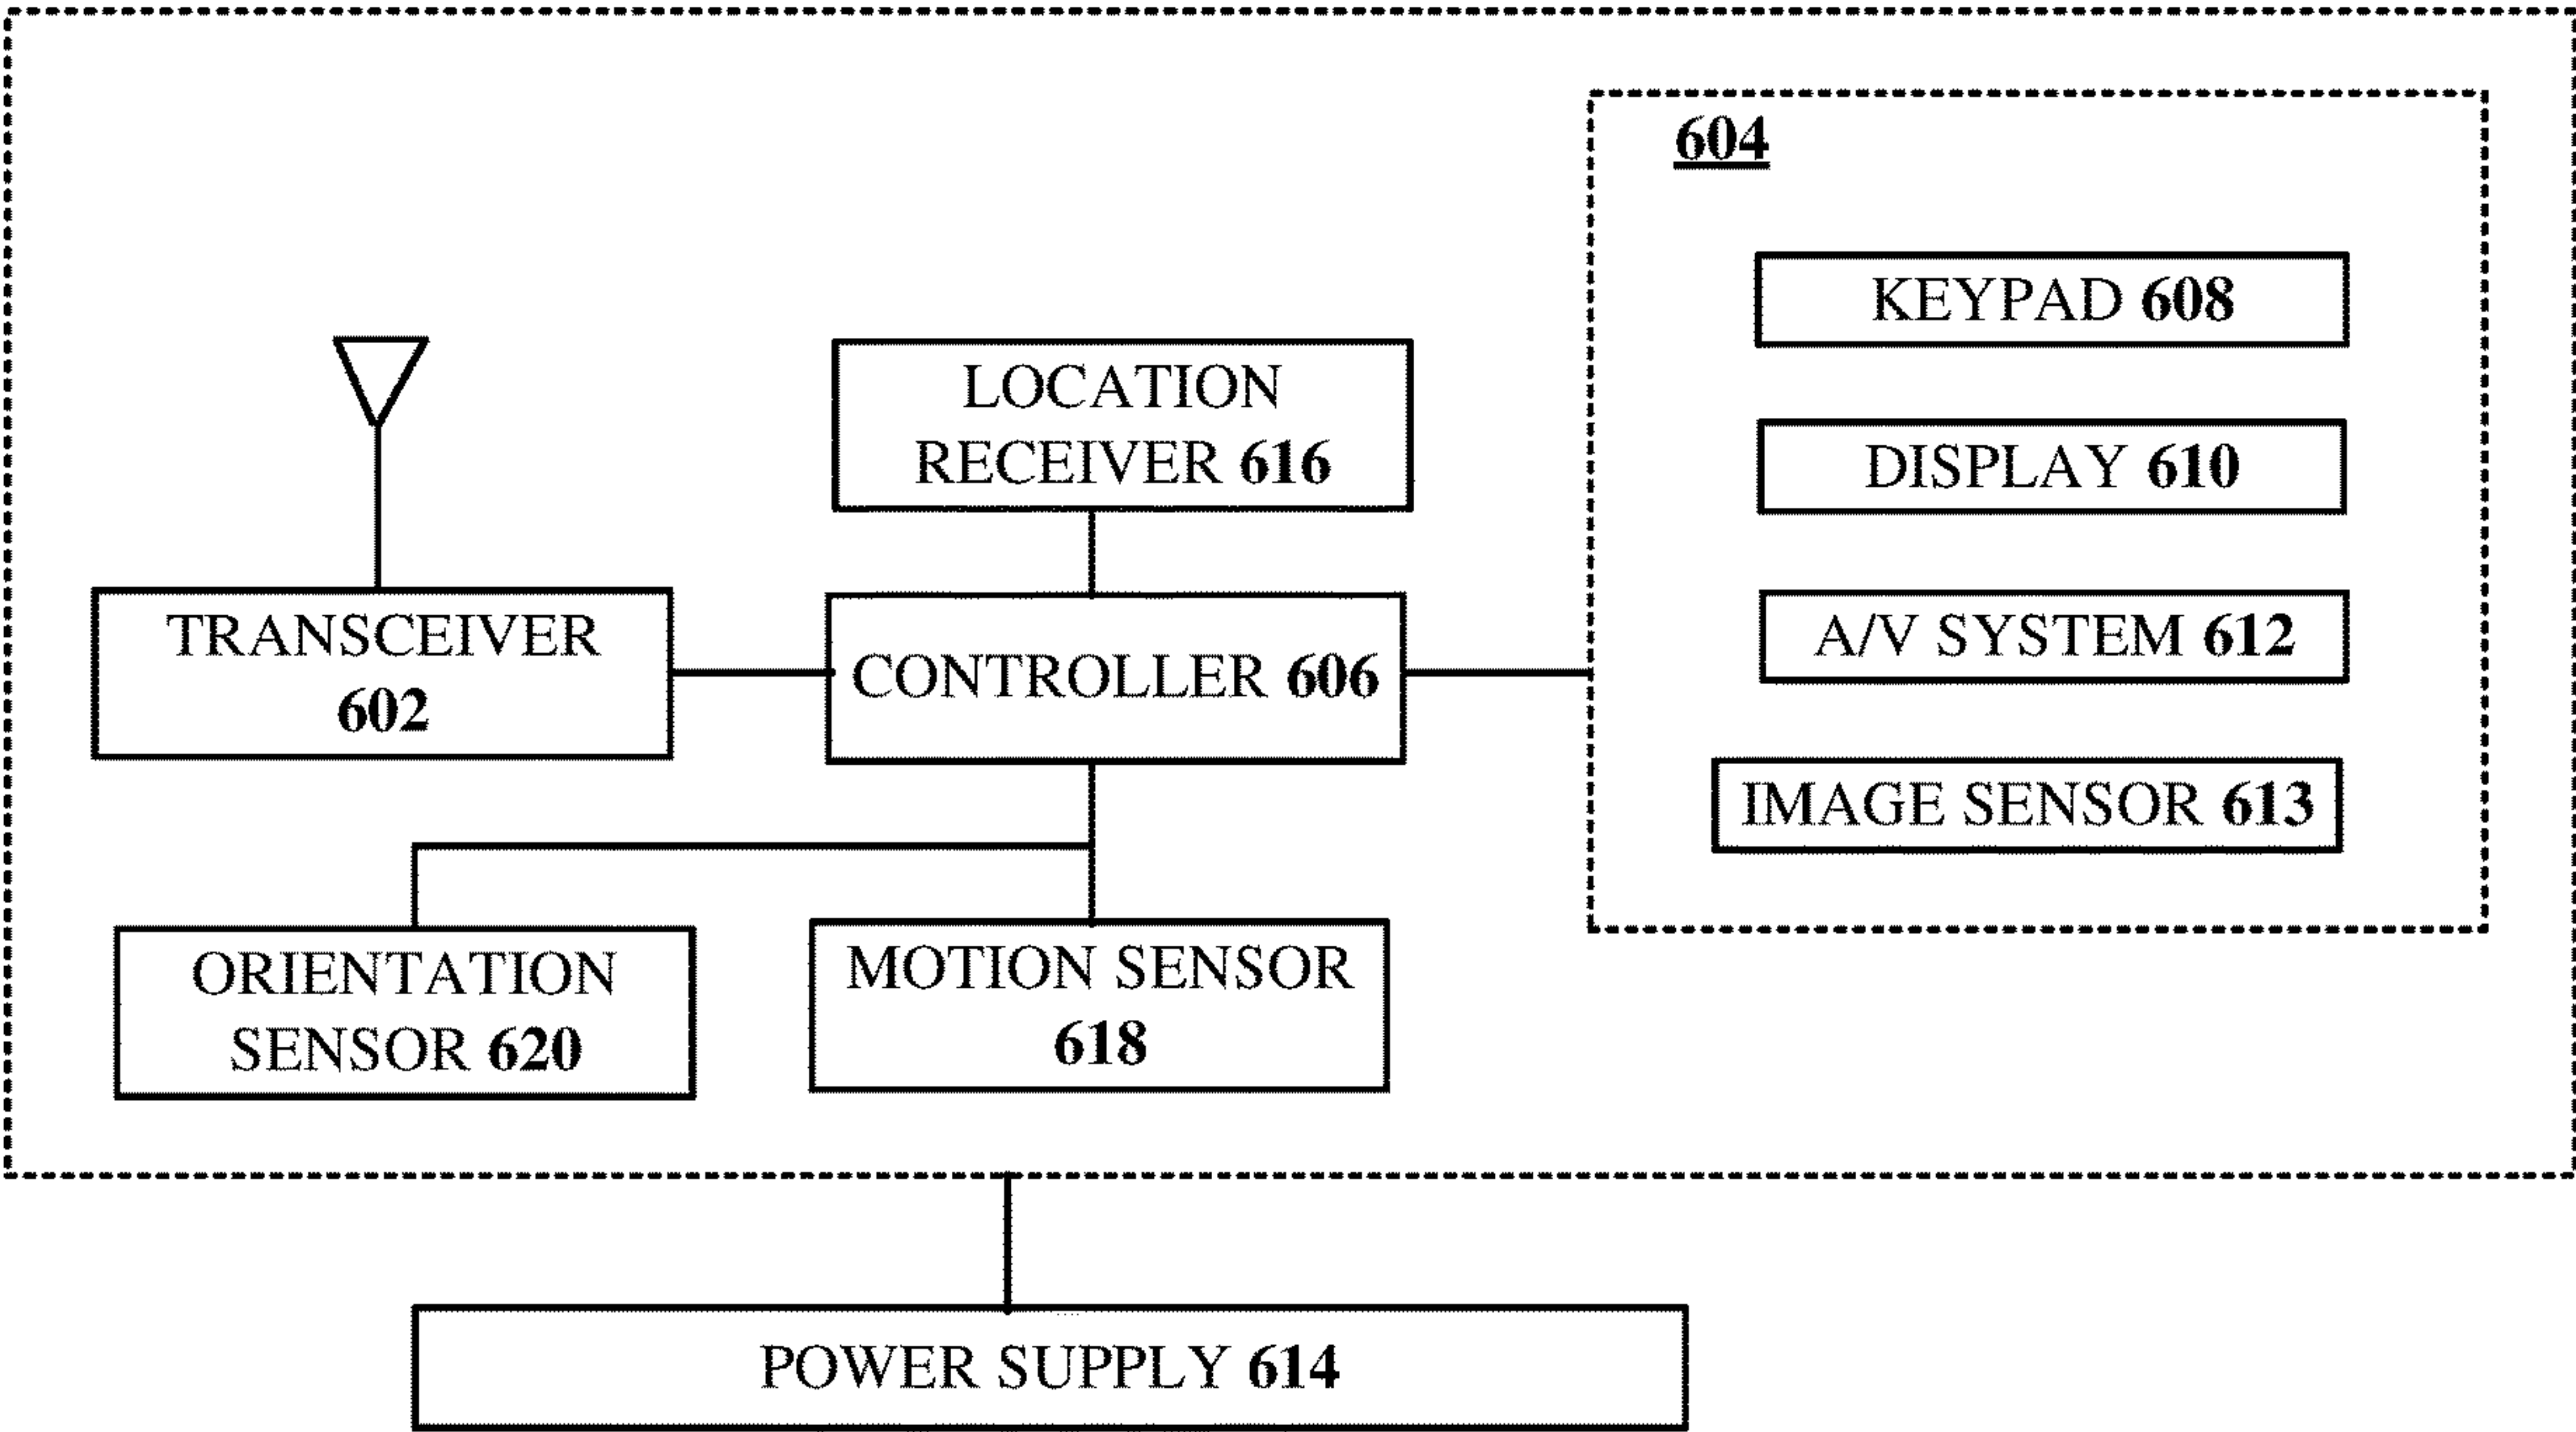 604
KEYPAD 608
LOCATION
RECEIVER 616
DISPLAY 610
TRANSCEIVER
602
CONTROLLER 606
A/V SYSTEM 612
IMAGE SENSOR 613
ORIENTATION
SENSOR 620
MOTION SENSOR
618
POWER SUPPLY 614